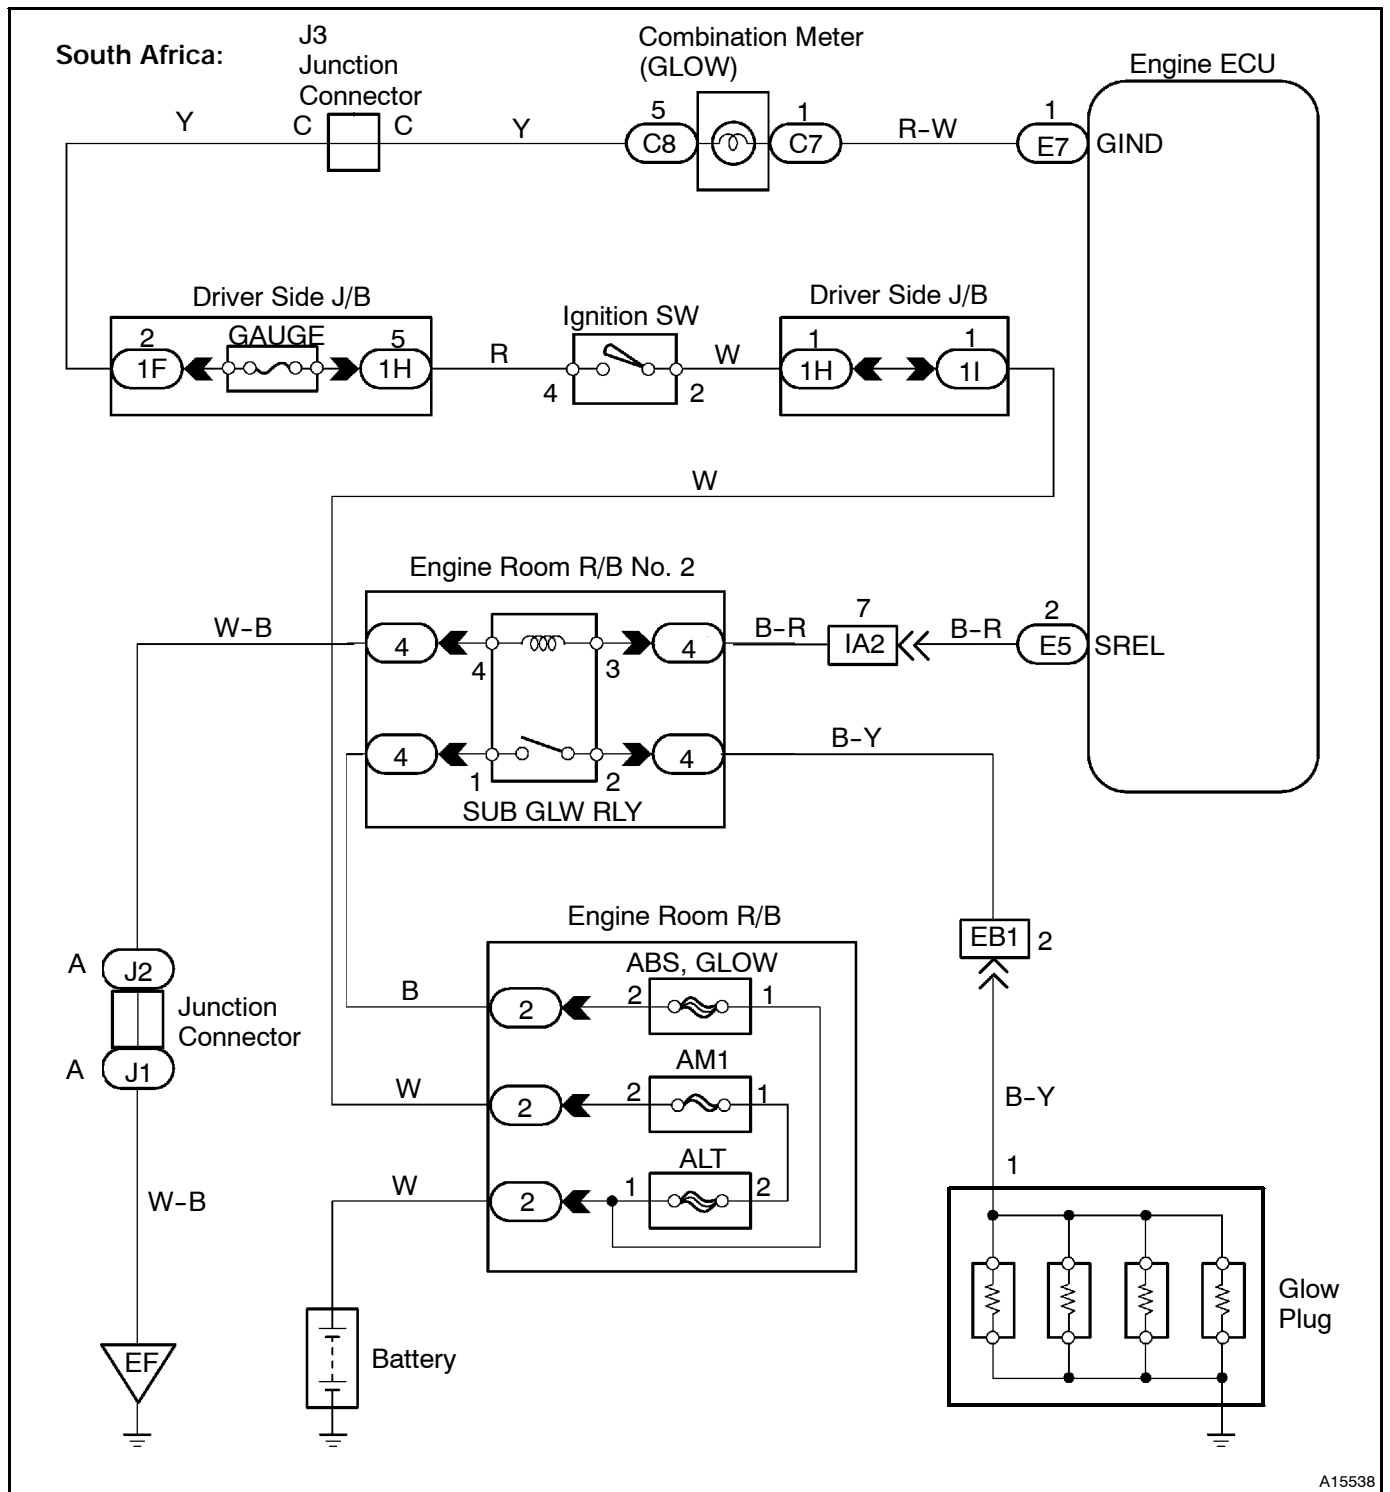 South Africa:
J3
Junction
Connector
Combination Meter
(GLOW)
Engine ECU
Y
C
C
Y
5
C8
1
C7
R-W
1
E7
GIND
Driver Side J/B
2
1F
GAUGE
5
1H
R
Ignition SW
4
2
W
Driver Side J/B
1
1H
1
1I
W
Engine Room R/B No. 2
W-B
4
4
3
4
B-R
7
IA2
B-R
2
E5
SREL
4
1
2
4
B-Y
SUB GLW RLY
Engine Room R/B
EB1
2
A
J2
Junction
Connector
A
J1
B
2
ABS, GLOW
2
1
W
2
AM1
2
1
W
2
ALT
1
2
B-Y
1
W-B
Glow
Plug
EF
Battery
A15538